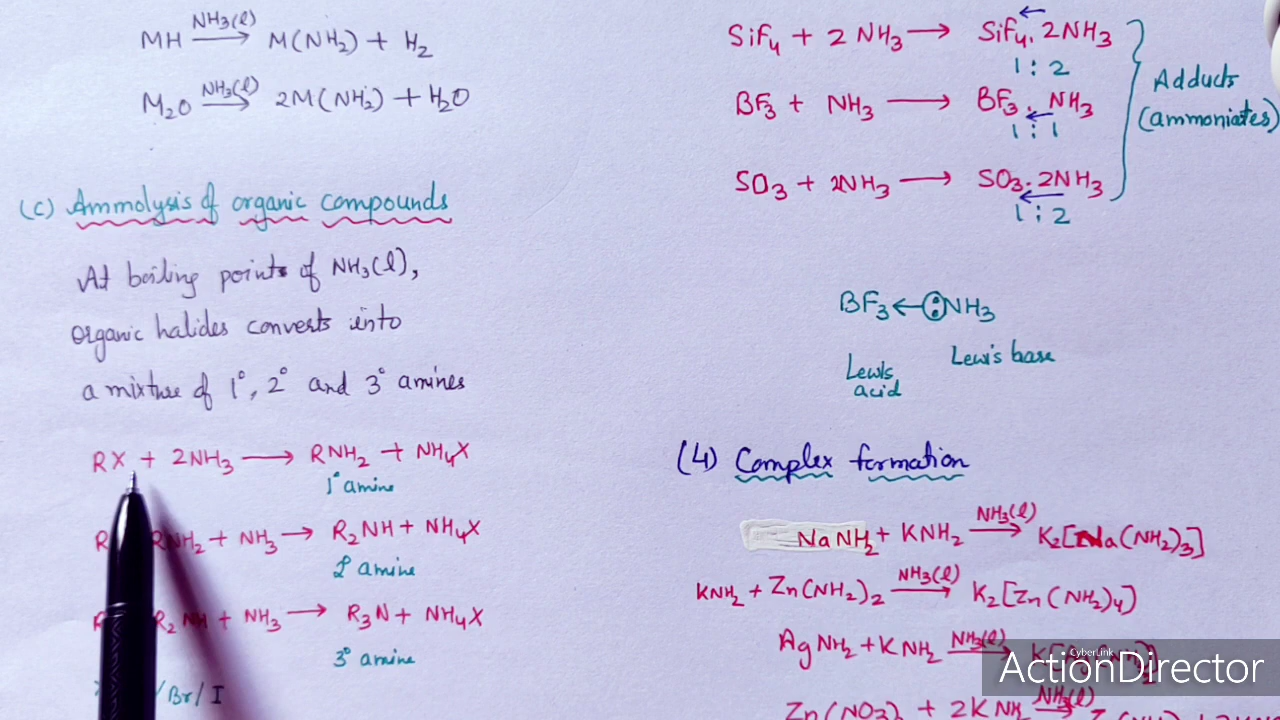 MH —NH3(l)→ M(NH2) + H2
M2O —NH3(l)→ 2M(NH2) + H2O
(c) Ammolysis of organic compounds
At boiling points of NH3(l),
organic halides converts into
a mixture of 1°, 2° and 3° amines
RX + 2NH3 → RNH2 + NH4X
1° amine
R RNH2 + NH3 → R2NH + NH4X
2° amine
R2NH + NH3 → R3N + NH4X
3° amine
/Br/I
SiF4 + 2NH3 → SiF4.2NH3
1:2
BF3 + NH3 → BF3.NH3
1:1
SO3 + 2NH3 → SO3.2NH3
1:2
Adducts
(ammoniates)
BF3 ← :NH3
Lewis acid
Lewis base
(4) Complex formation
NaNH2 + KNH2 —NH3(l)→ K2[Na(NH2)3]
KNH2 + Zn(NH2)2 —NH3(l)→ K2[Zn(NH2)4]
AgNH2 + KNH2 —NH3(l)→
Zn(NO3) + 2KNH —NH3(l)→
CyberLink
ActionDirector